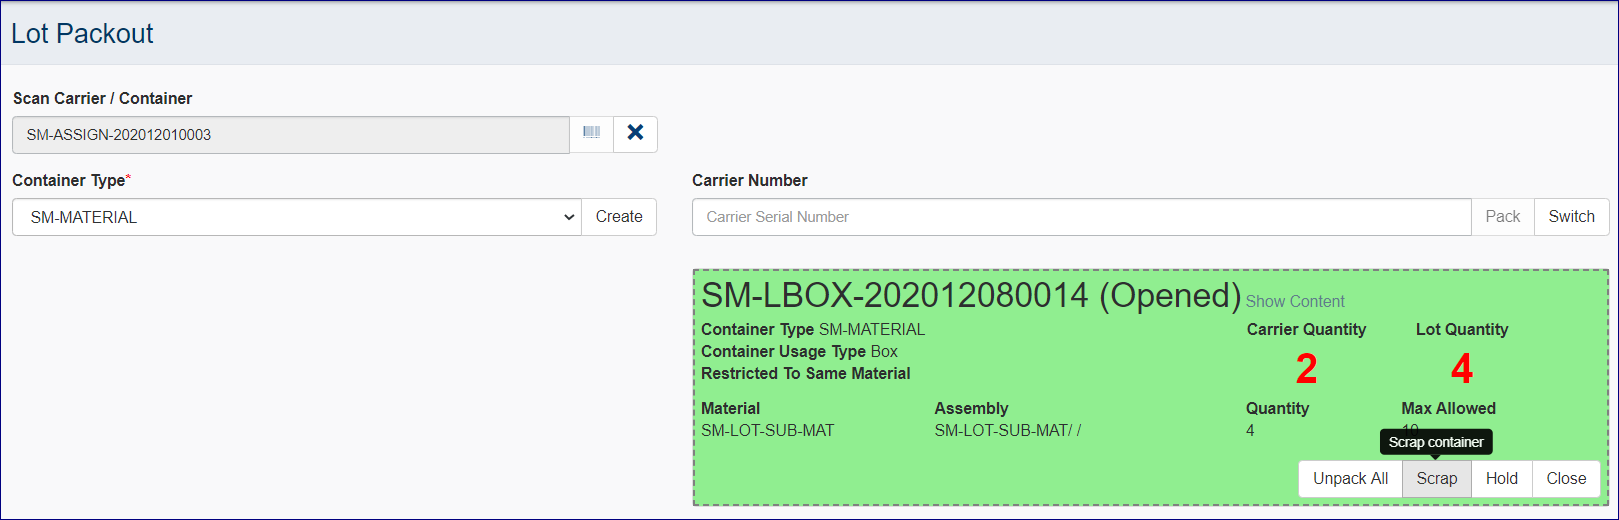 Lot Packout
Scan Carrier / Container
SM-ASSIGN-202012010003
Container Type*
SM-MATERIAL
Create
Carrier Number
Carrier Serial Number
Pack
Switch
SM-LBOX-202012080014 (Opened) Show Content
Container Type SM-MATERIAL
Container Usage Type Box
Restricted To Same Material
Carrier Quantity
2
Lot Quantity
4
Material Assembly Quantity Max Allowed
SM-LOT-SUB-MAT SM-LOT-SUB-MAT/ / 4
Scrap container
Unpack All Scrap Hold Close